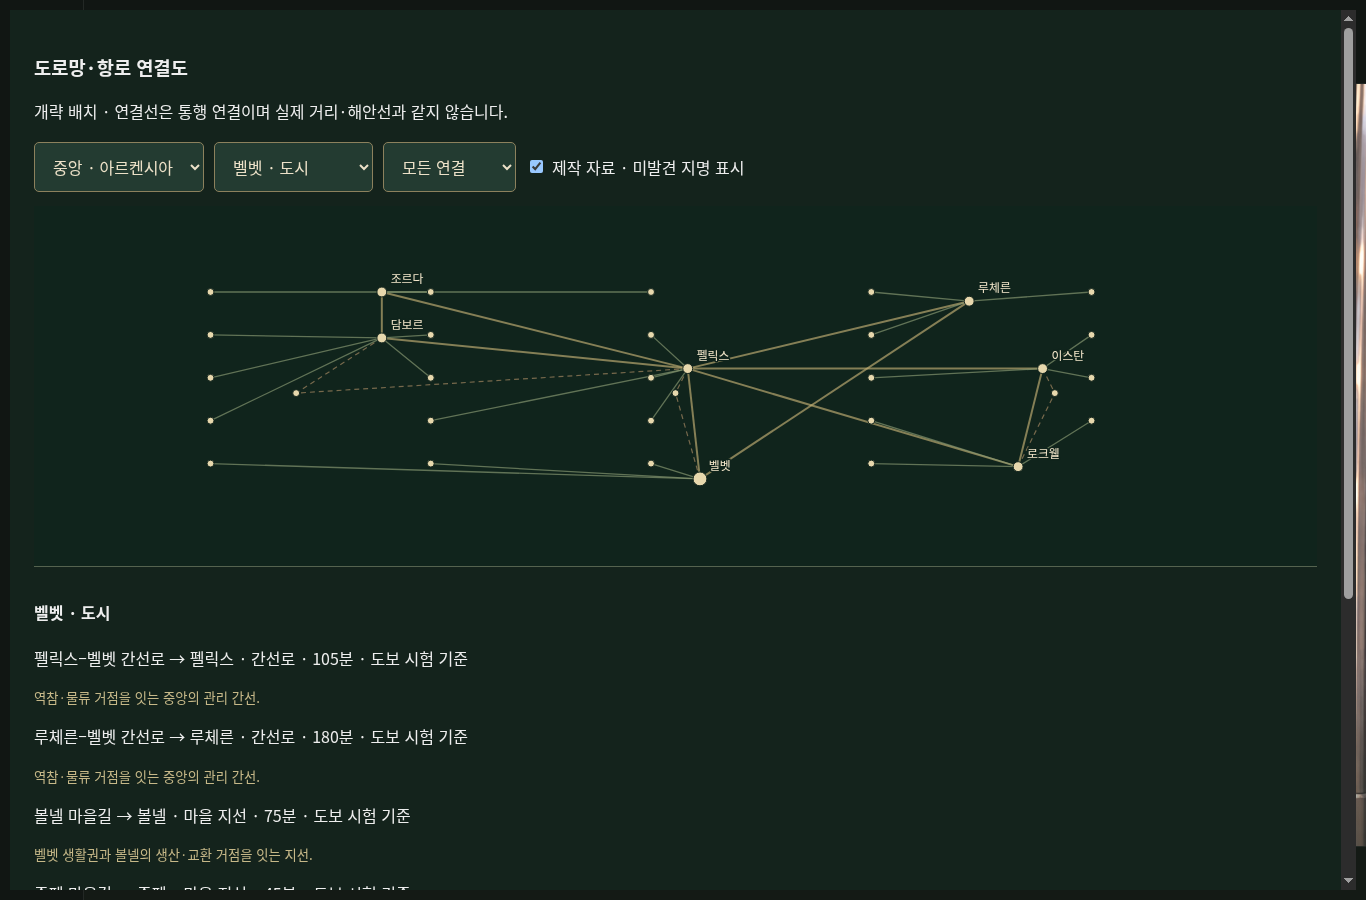 도로망·항로 연결도
개략 배치 · 연결선은 통행 연결이며 실제 거리·해안선과 같지 않습니다.
중앙 · 아르켄시아
벨벳 · 도시
모든 연결
제작 자료 · 미발견 지명 표시
조르다
루체른
담보르
펠릭스
이스탄
로크웰
벨벳
벨벳 · 도시
펠릭스-벨벳 간선로 → 펠릭스 · 간선로 · 105분 · 도보 시험 기준
역참·물류 거점을 잇는 중앙의 관리 간선.
루체른-벨벳 간선로 → 루체른 · 간선로 · 180분 · 도보 시험 기준
역참·물류 거점을 잇는 중앙의 관리 간선.
볼넬 마을길 → 볼넬 · 마을 지선 · 75분 · 도보 시험 기준
벨벳 생활권과 볼넬의 생산·교환 거점을 잇는 지선.